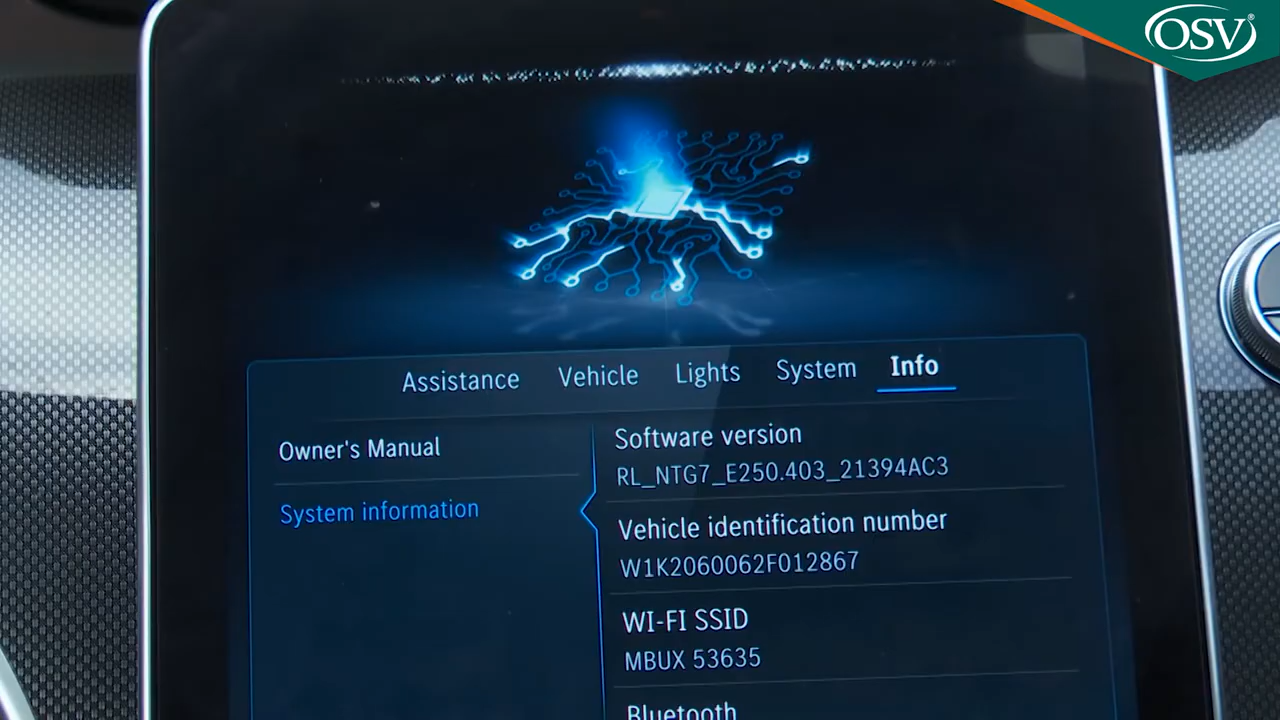 OSV®
Assistance Vehicle Lights System Info
Owner's Manual
System information
Software version
RL_NTG7_E250.403_21394AC3
Vehicle identification number
W1K2060062F012867
WI-FI SSID
MBUX 53635
Bluetooth